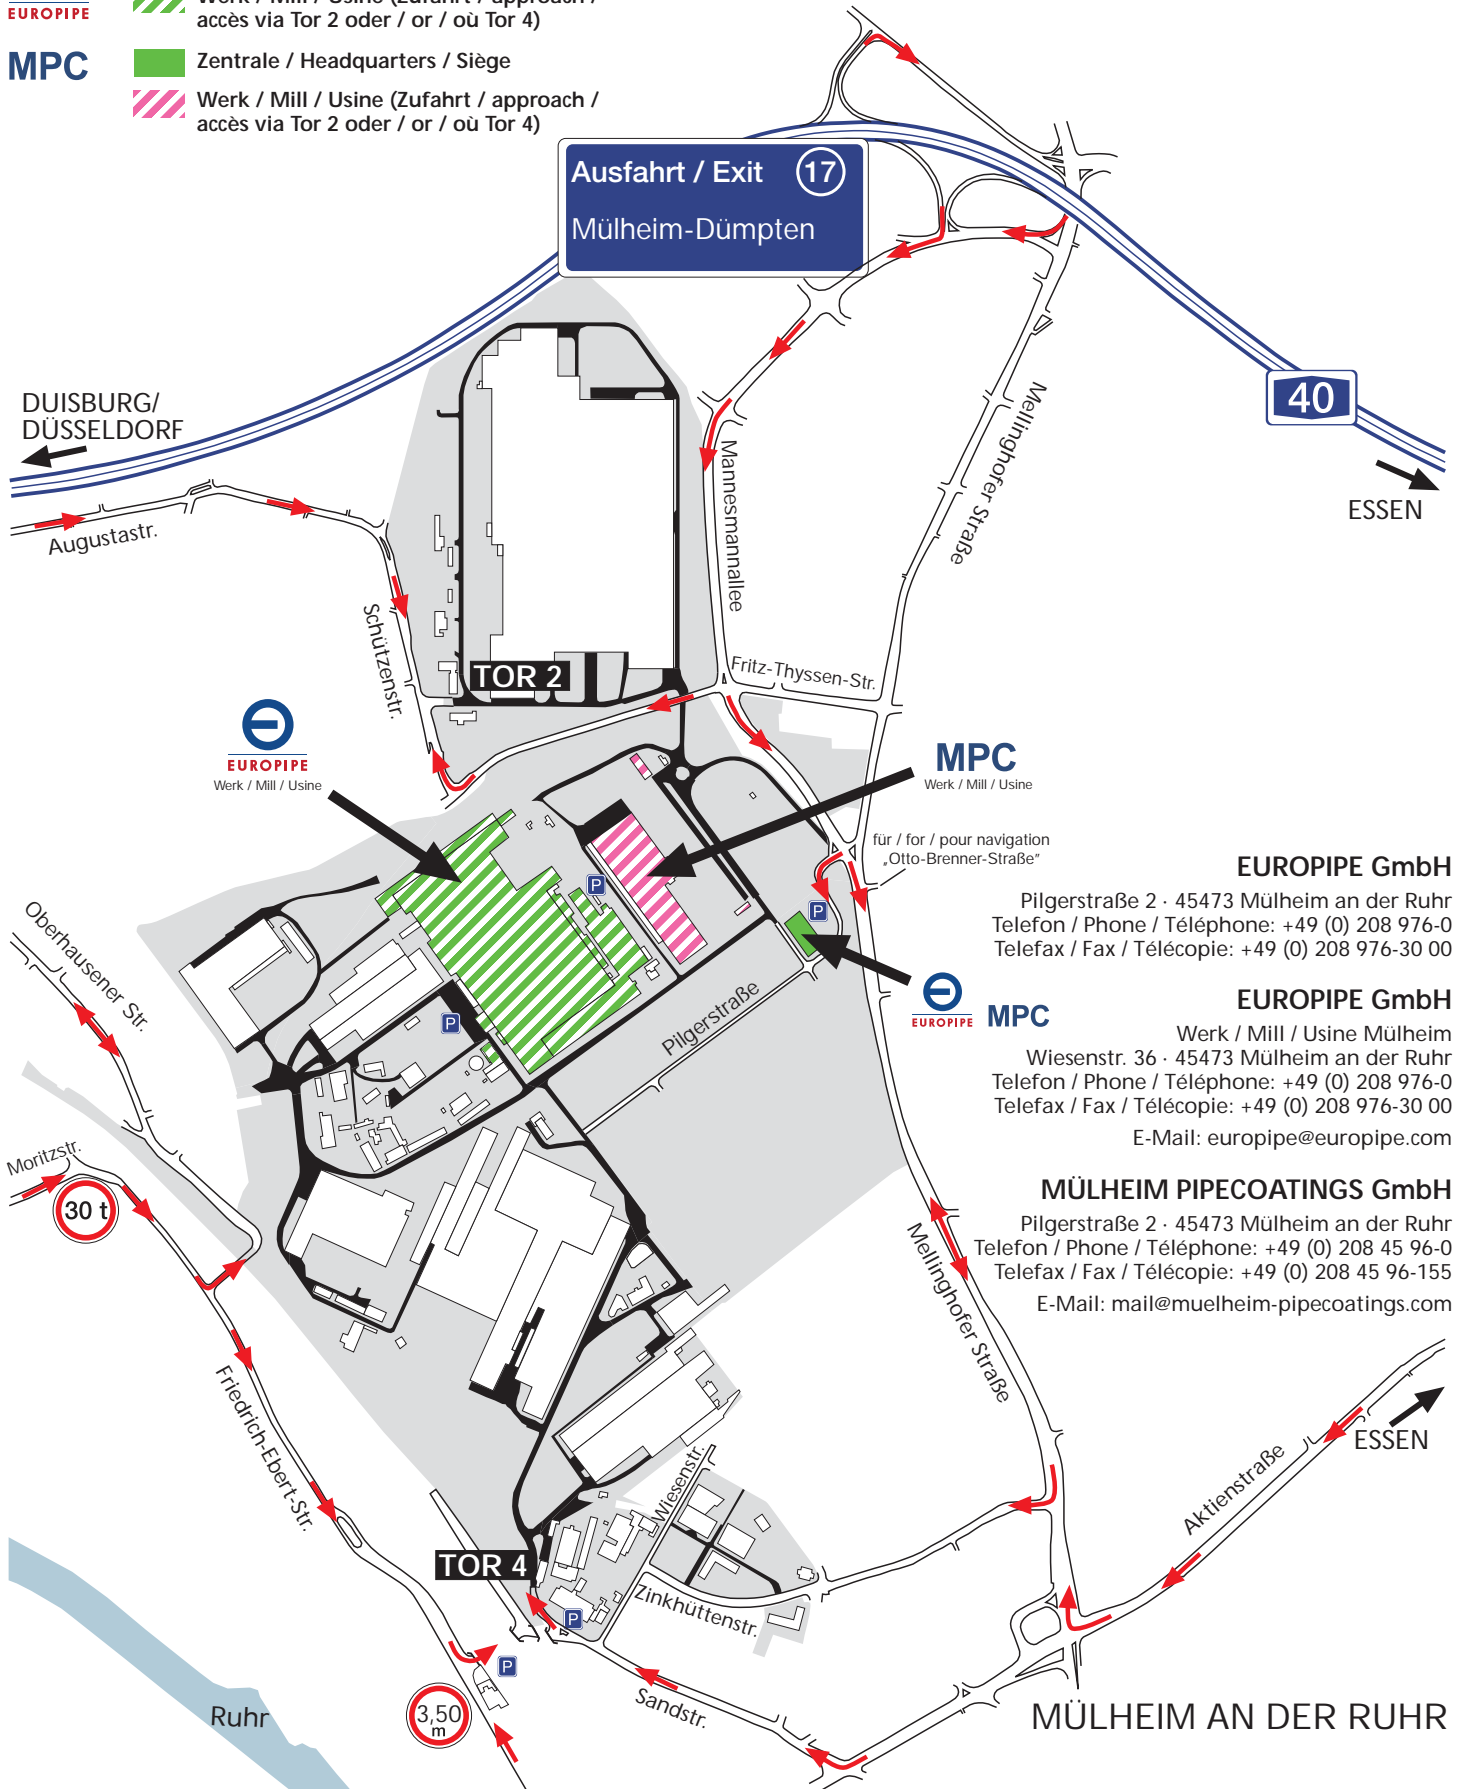 EUROPIPE
Werk / Mill / Usine (Zufahrt / approach /
accès via Tor 2 oder / or / où Tor 4)
MPC
Zentrale / Headquarters / Siège
Werk / Mill / Usine (Zufahrt / approach /
accès via Tor 2 oder / or / où Tor 4)
Ausfahrt / Exit 17
Mülheim-Dümpten
40
DUISBURG/
DÜSSELDORF
ESSEN
Augustastr.
Schützenstr.
Mannesmannallee
Mellinghofer Straße
TOR 2
Fritz-Thyssen-Str.
EUROPIPE
Werk / Mill / Usine
MPC
Werk / Mill / Usine
für / for / pour navigation
„Otto-Brenner-Straße"
P
P
P
EUROPIPE MPC
Pilgerstraße
Oberhausener Str.
Moritzstr.
30 t
EUROPIPE GmbH
Pilgerstraße 2 · 45473 Mülheim an der Ruhr
Telefon / Phone / Téléphone: +49 (0) 208 976-0
Telefax / Fax / Télécopie: +49 (0) 208 976-30 00
EUROPIPE GmbH
Werk / Mill / Usine Mülheim
Wiesenstr. 36 · 45473 Mülheim an der Ruhr
Telefon / Phone / Téléphone: +49 (0) 208 976-0
Telefax / Fax / Télécopie: +49 (0) 208 976-30 00
E-Mail: europipe@europipe.com
MÜLHEIM PIPECOATINGS GmbH
Pilgerstraße 2 · 45473 Mülheim an der Ruhr
Telefon / Phone / Téléphone: +49 (0) 208 45 96-0
Telefax / Fax / Télécopie: +49 (0) 208 45 96-155
E-Mail: mail@muelheim-pipecoatings.com
Mellinghofer Straße
Friedrich-Ebert-Str.
ESSEN
Aktienstraße
Wiesenstr.
TOR 4
Zinkhüttenstr.
P
P
Sandstr.
3,50
m
Ruhr
MÜLHEIM AN DER RUHR